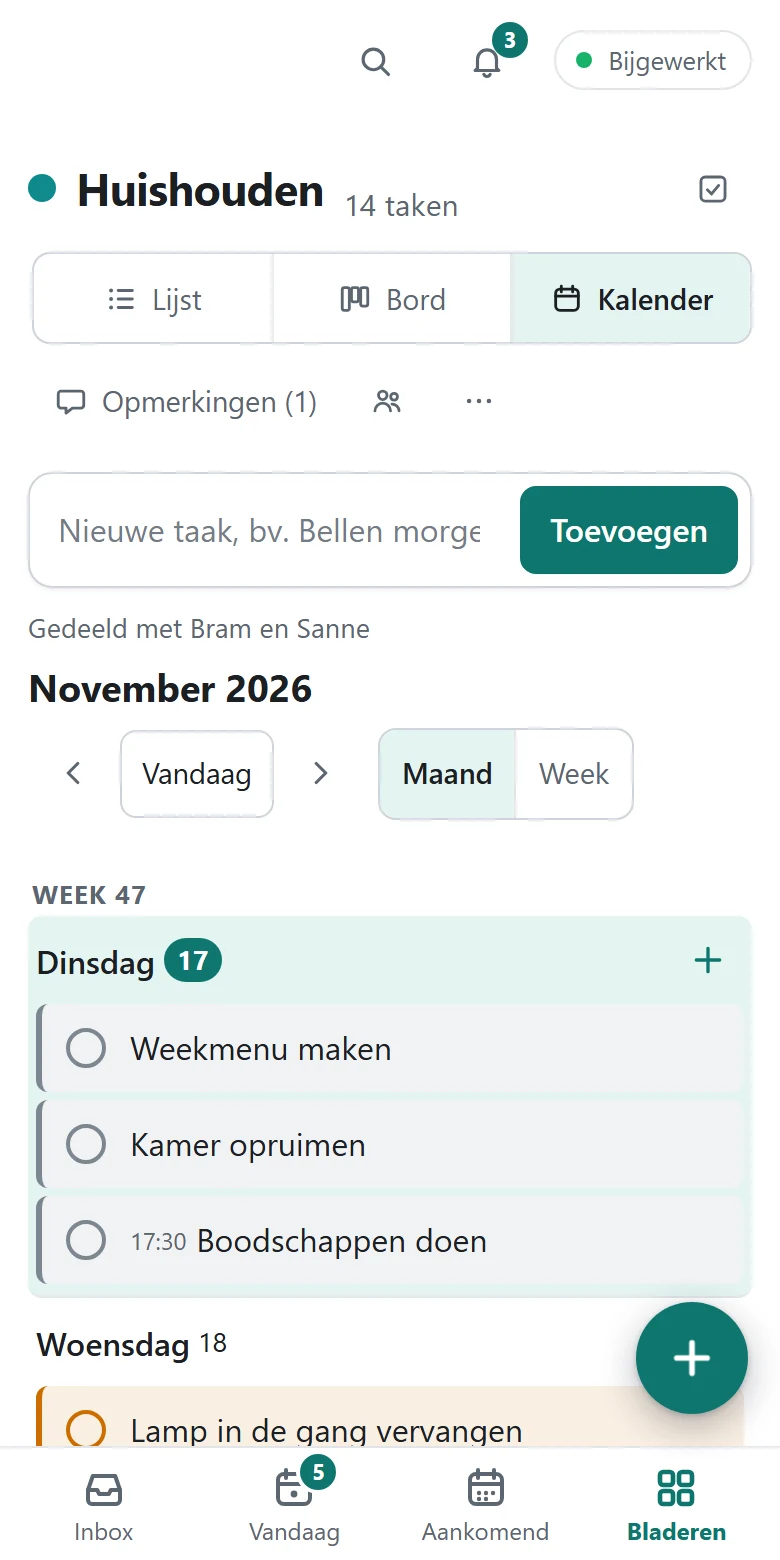 3
Bijgewerkt
Huishouden 14 taken
Lijst Bord Kalender
Opmerkingen (1)
Nieuwe taak, bv. Bellen morge
Toevoegen
Gedeeld met Bram en Sanne
November 2026
Vandaag Maand Week
WEEK 47
Dinsdag 17
Weekmenu maken
Kamer opruimen
17:30 Boodschappen doen
Woensdag 18
Lamp in de gang vervangen
5
Inbox Vandaag Aankomend Bladeren